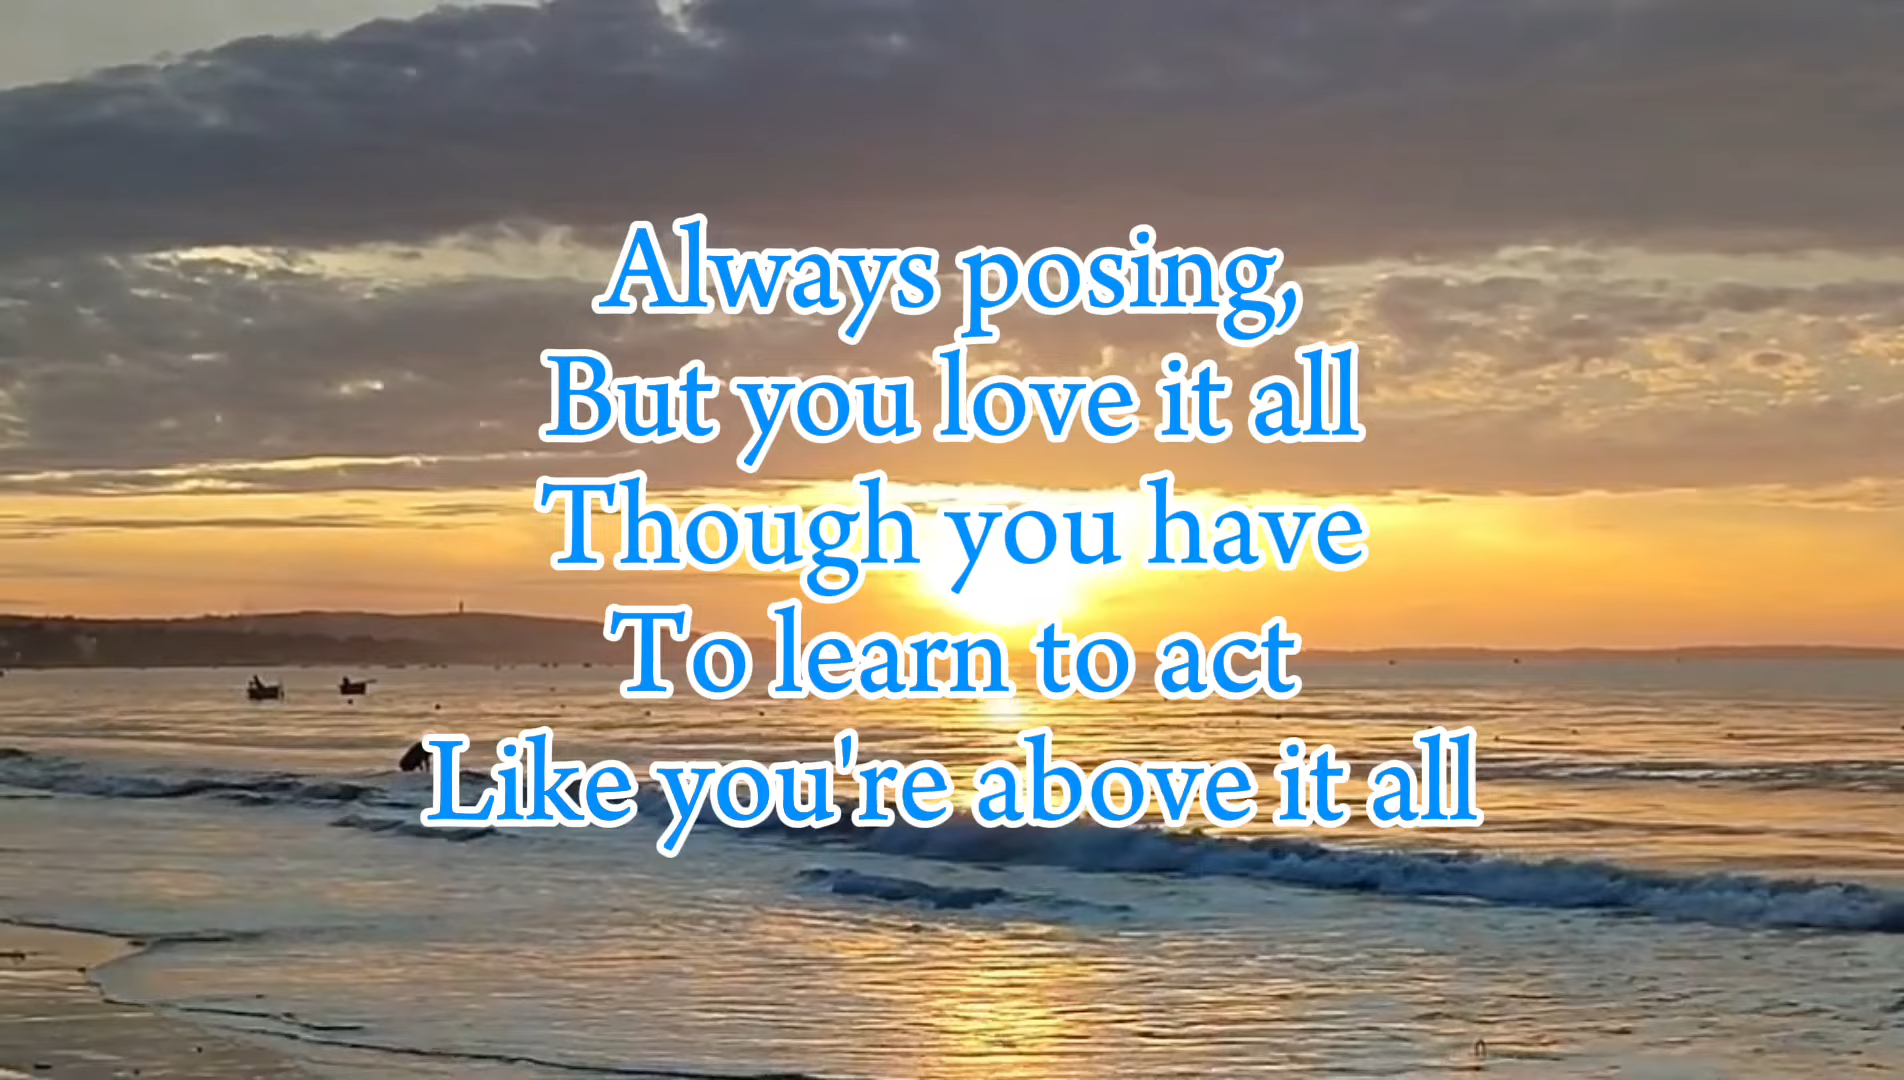 Always posing,
But you love it all
Though you have
To learn to act
Like you're above it all